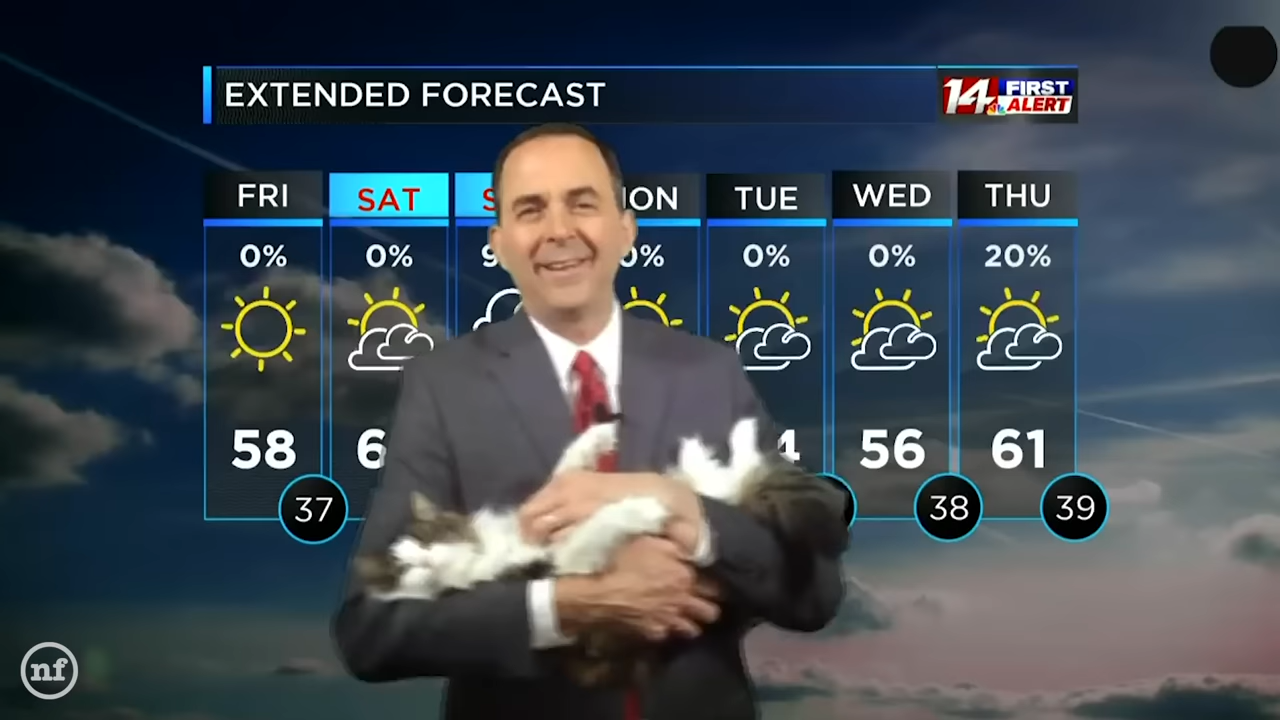 EXTENDED FORECAST
14 FIRST ALERT
FRI SAT TUE WED THU
0% 0% 0% 0% 20%
58 56 61
37 38 39
nf